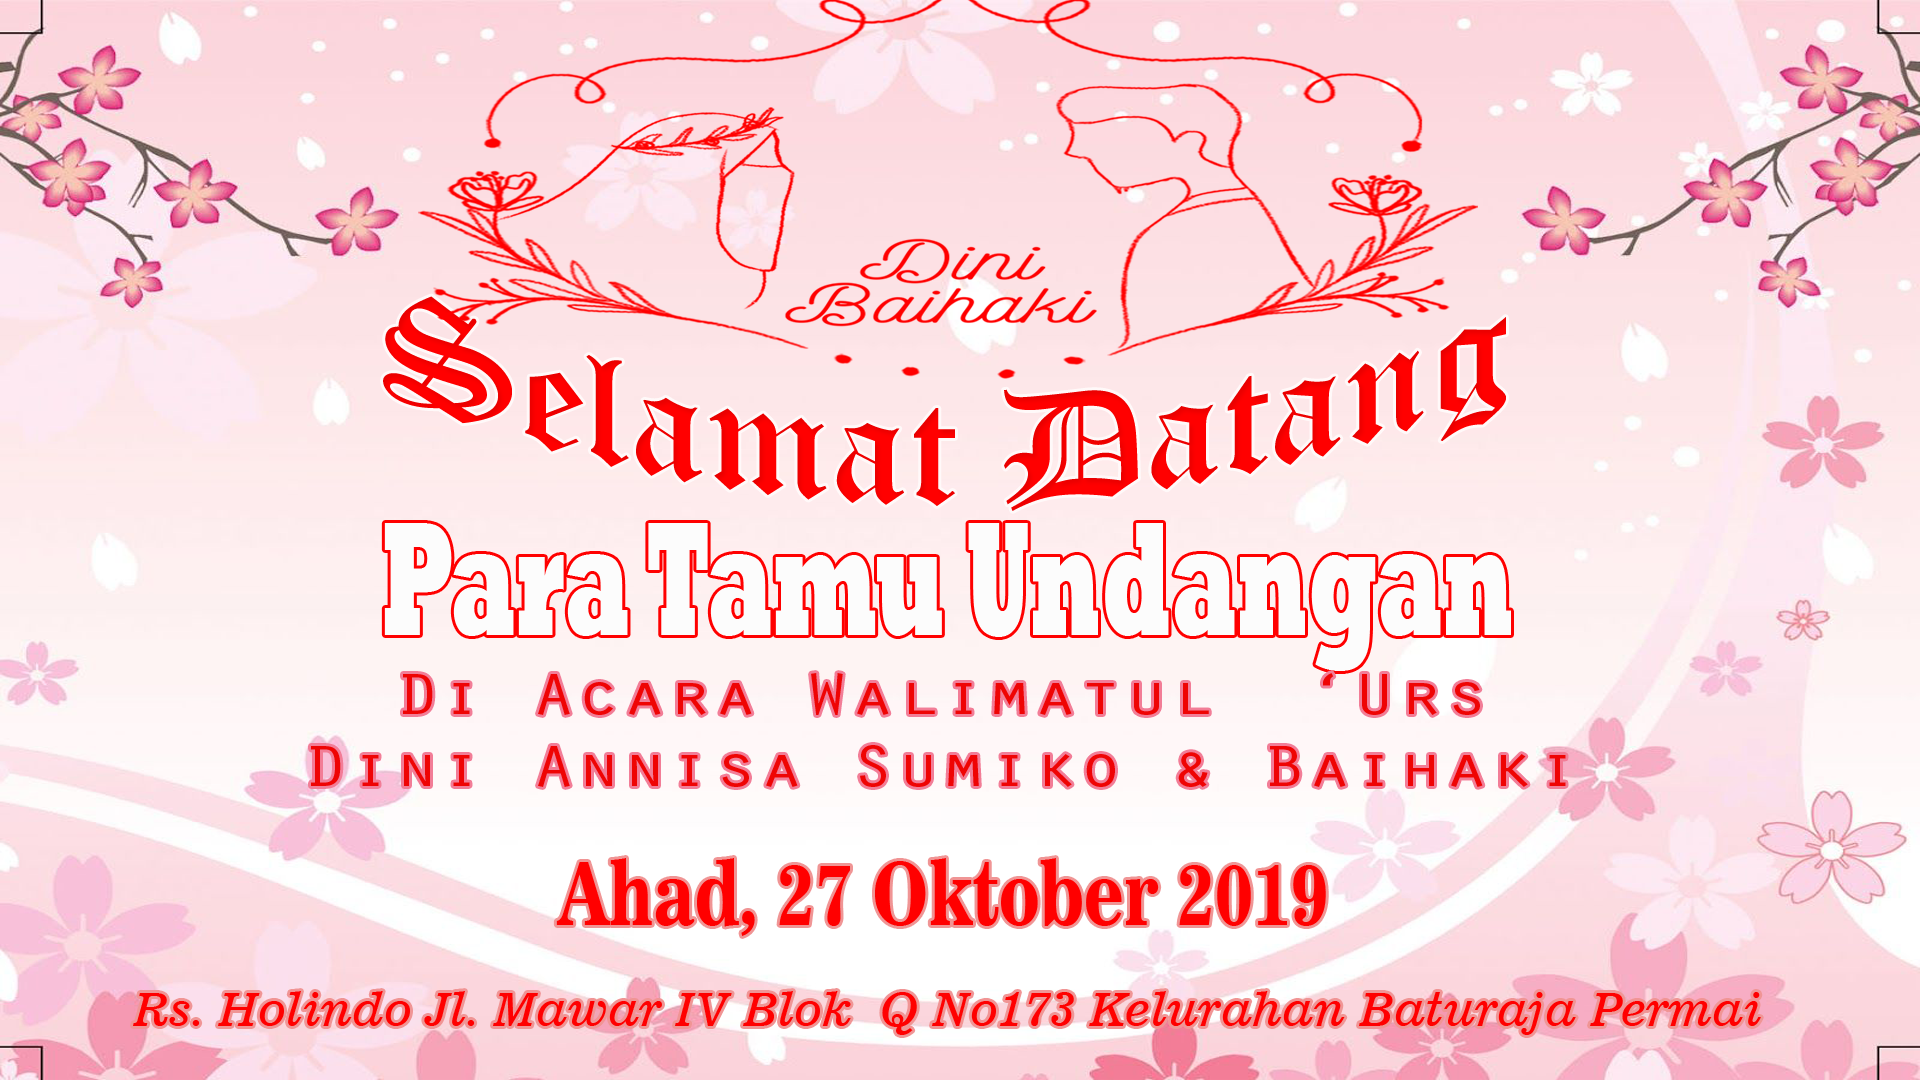 Dini
Baihaki
Selamat Datang
Para Tamu Undangan
Di Acara Walimatul ‘Urs
Dini Annisa Sumiko & Baihaki
Ahad, 27 Oktober 2019
Rs. Holindo Jl. Mawar IV Blok Q No173 Kelurahan Baturaja Permai